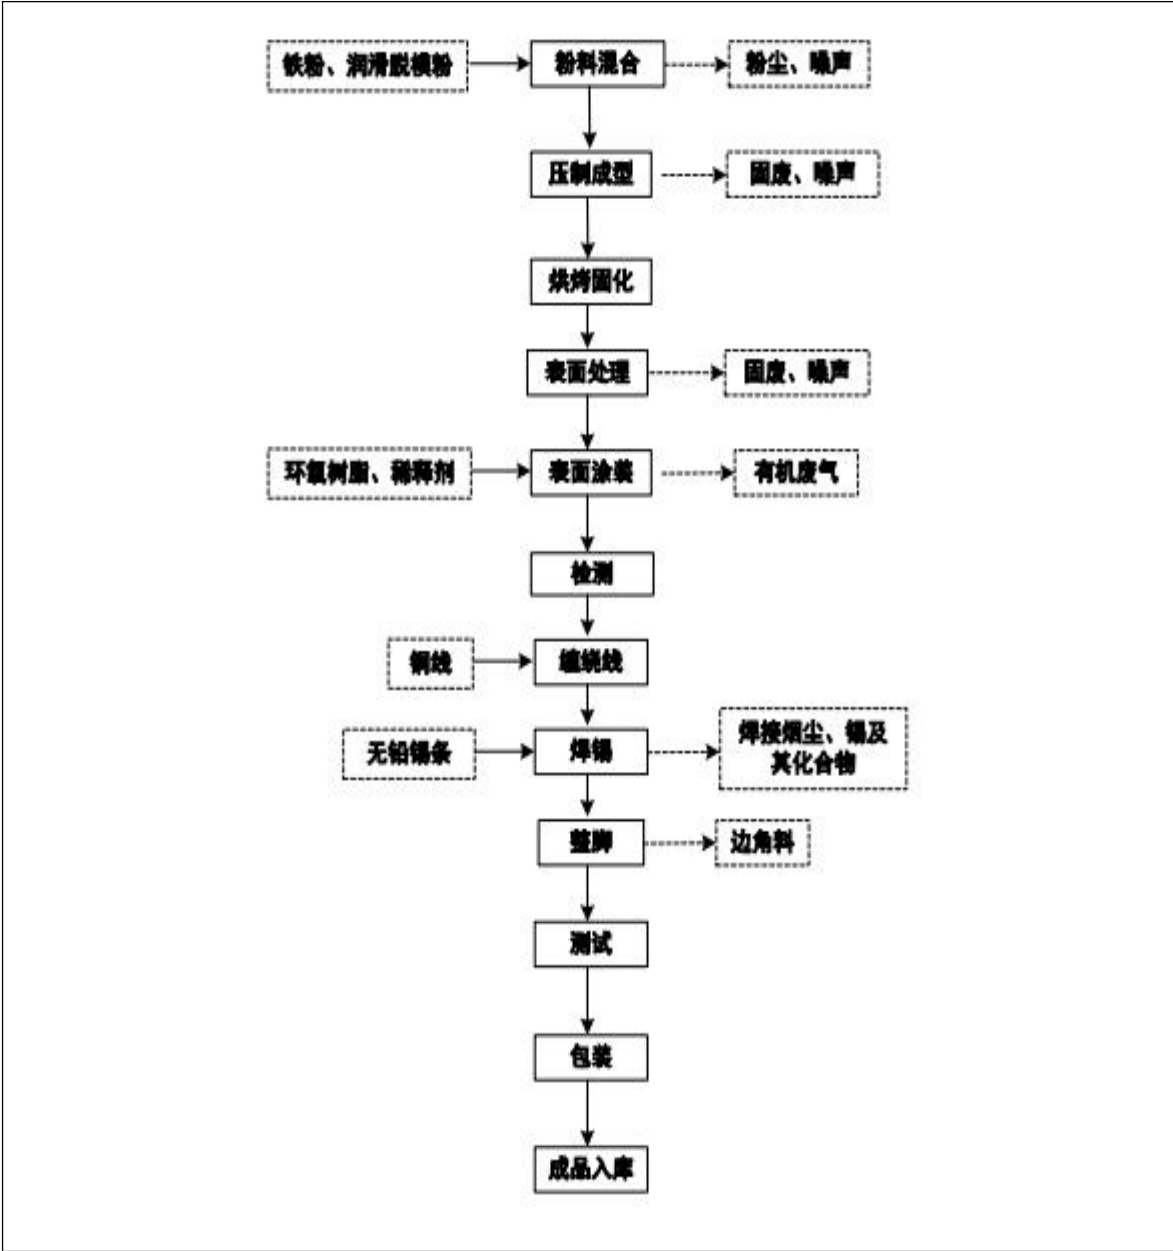 铁粉、润滑脱模粉
粉料混合
粉尘、噪声
压制成型
固废、噪声
烘烤固化
表面处理
固废、噪声
环氧树脂、稀释剂
表面涂装
有机废气
检测
铜线
缠绕线
无铅锡条
焊锡
焊接烟尘、锡及
其化合物
整脚
边角料
测试
包装
成品入库